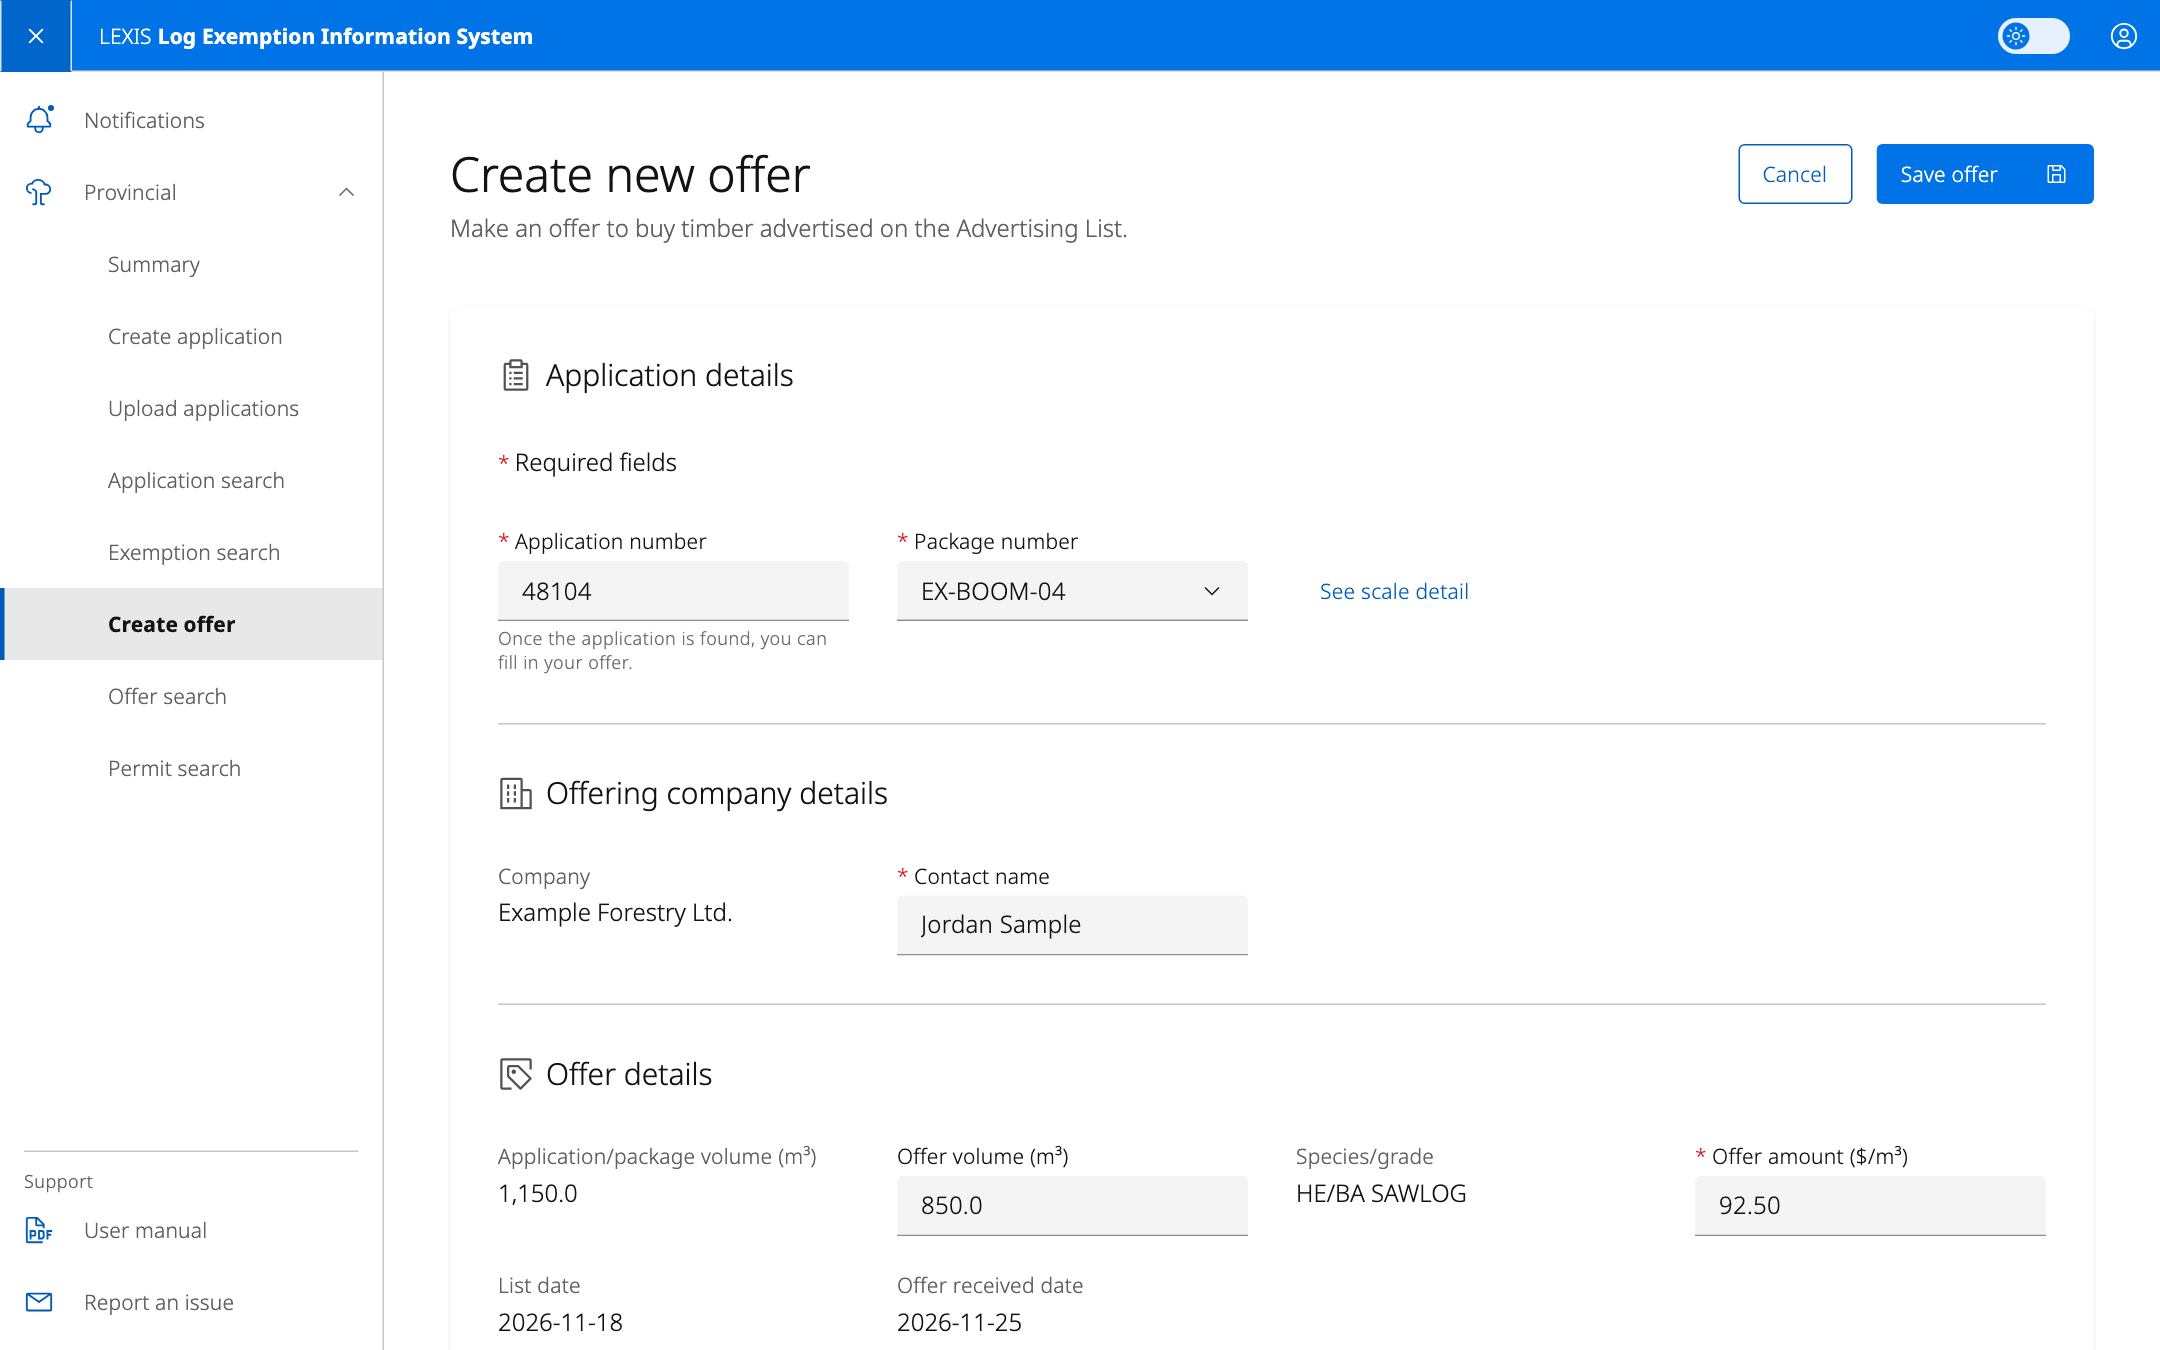 LEXIS Log Exemption Information System
Notifications
Provincial
Summary
Create application
Upload applications
Application search
Exemption search
Create offer
Offer search
Permit search
Support
PDF User manual
Report an issue
Create new offer
Make an offer to buy timber advertised on the Advertising List.
Cancel
Save offer
Application details
* Required fields
* Application number
48104
Once the application is found, you can
fill in your offer.
* Package number
EX-BOOM-04
See scale detail
Offering company details
Company
Example Forestry Ltd.
* Contact name
Jordan Sample
Offer details
Application/package volume (m³)
1,150.0
Offer volume (m³)
850.0
Species/grade
HE/BA SAWLOG
* Offer amount ($/m³)
92.50
List date
2026-11-18
Offer received date
2026-11-25